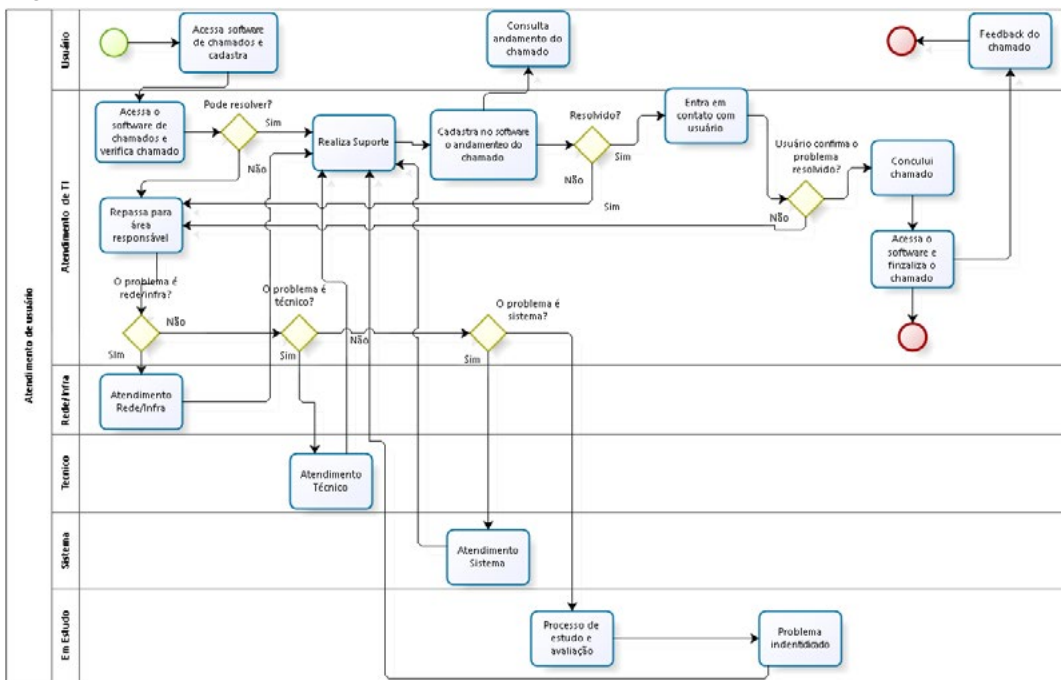 Atendimento de usuário
Usuário
Acessa software
de chamados e
cadastra
Consulta
andamento do
chamado
Feedback do
chamado
Atendimento de TI
Acessa o
software de
chamados e
verifica chamado
Pode resolver?
Sim
Não
Realiza Suporte
Cadastra no software
o andamento do
chamado
Resolvido?
Sim
Não
Entra em
contato com
usuário
Usuário confirma o
problema
resolvido?
Sim
Não
Concului
chamado
Repassa para
área
responsável
Acessa o
software e
finzaliza o
chamado
O problema é
rede/infra?
Não
Sim
O problema é
técnico?
Não
Sim
O problema é
sistema?
Sim
Rede/Infra
Atendimento
Rede/Infra
Tecnico
Atendimento
Técnico
Sistema
Atendimento
Sistema
Em Estudo
Processo de
estudo e
avaliação
Problema
indentificado